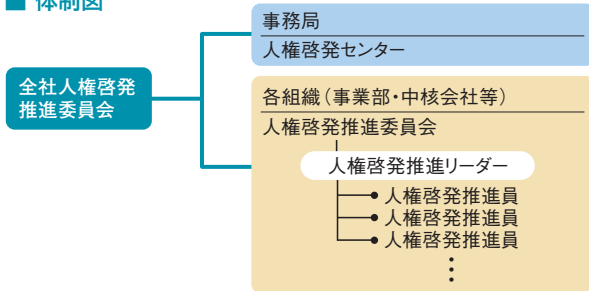 ■ 体制図
全社人権啓発
推進委員会
事務局
人権啓発センター
各組織（事業部・中核会社等）
人権啓発推進委員会
人権啓発推進リーダー
人権啓発推進員
人権啓発推進員
人権啓発推進員